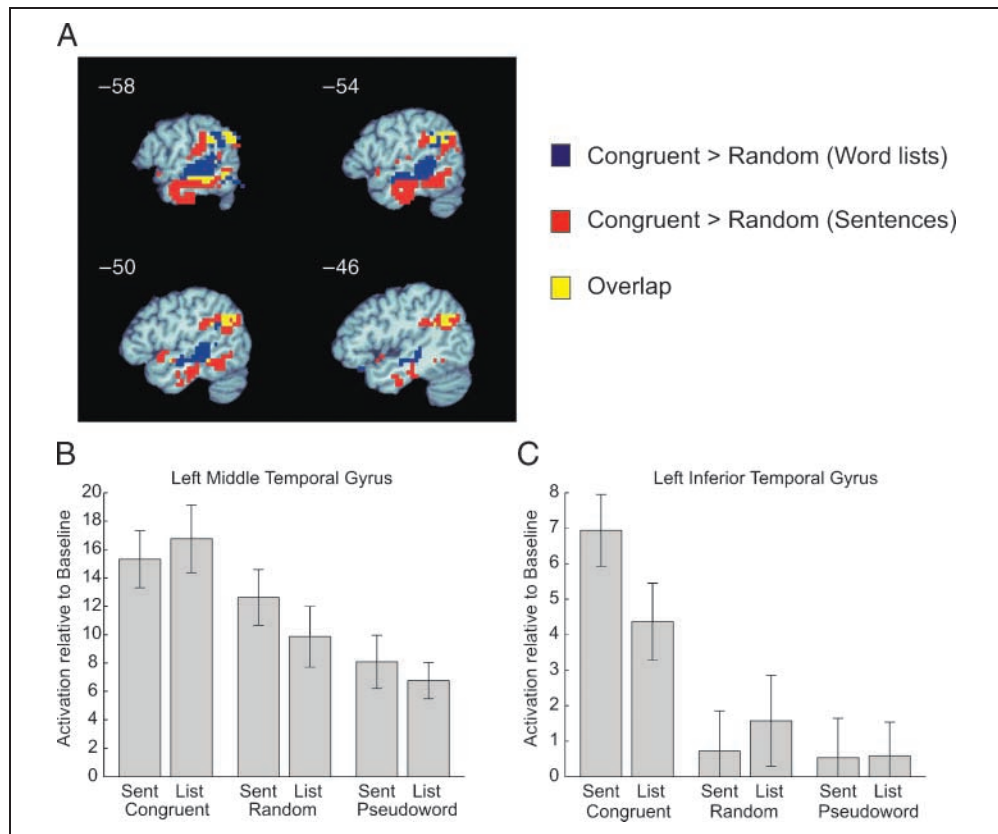 A
−58
−54
−50
−46
Congruent > Random (Word lists)
Congruent > Random (Sentences)
Overlap
B
Left Middle Temporal Gyrus
Activation relative to Baseline
20
18
16
14
12
10
8
6
4
2
0
Sent List Sent List Sent List
Congruent Random Pseudoword
C
Left Inferior Temporal Gyrus
Activation relative to Baseline
8
7
6
5
4
3
2
1
0
Sent List Sent List Sent List
Congruent Random Pseudoword